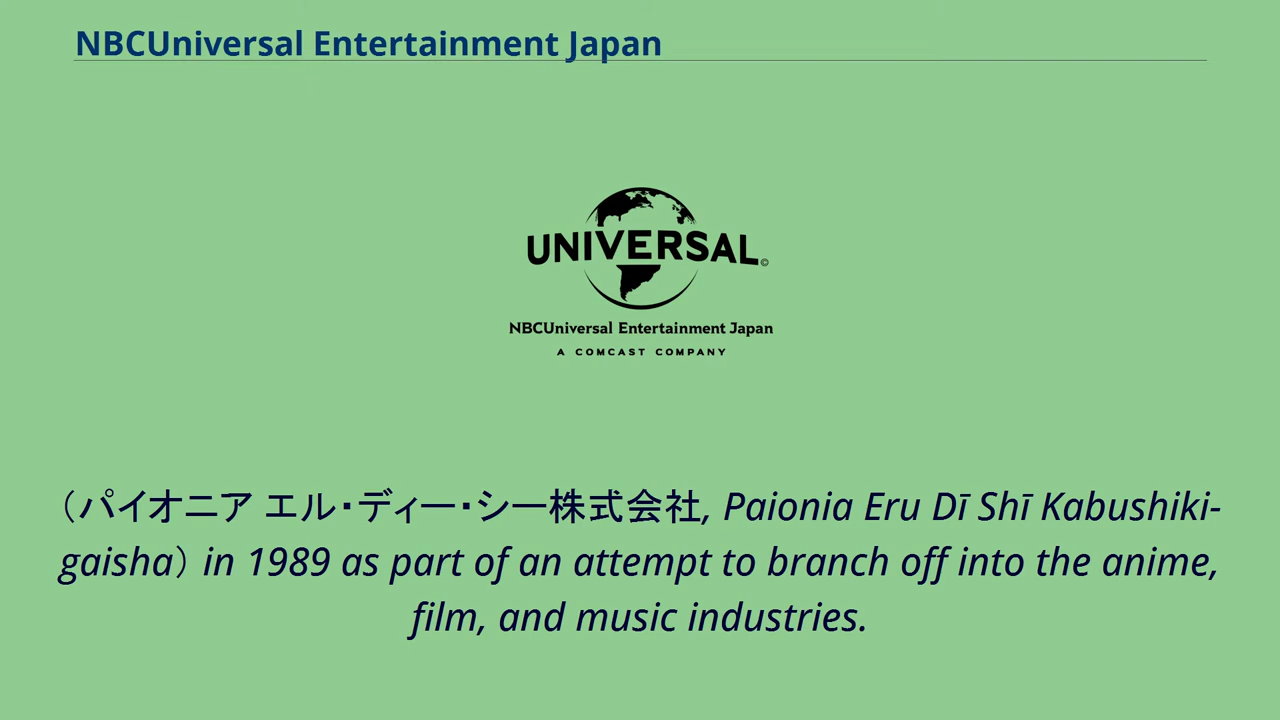 NBCUniversal Entertainment Japan
UNIVERSAL©
NBCUniversal Entertainment Japan
A COMCAST COMPANY
（パイオニア エル・ディー・シー株式会社, Paionia Eru Dī Shī Kabushiki-
gaisha）in 1989 as part of an attempt to branch off into the anime,
film, and music industries.